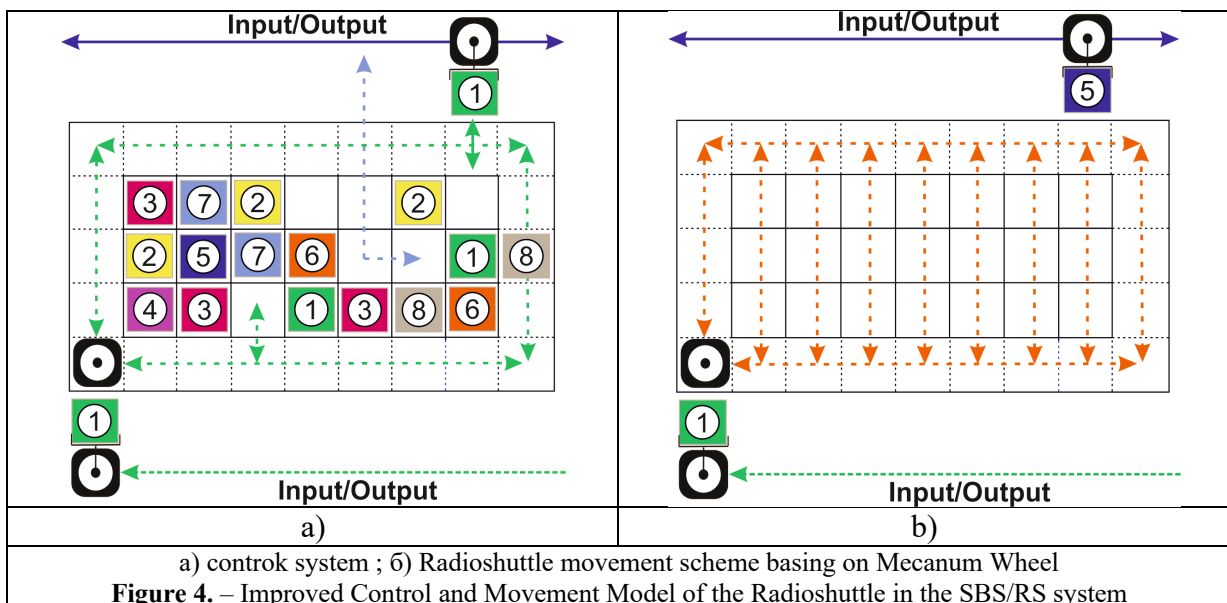 Input/Output Input/Output
1 5
3 7 2 2
2 5 7 6 1 8
4 3 1 3 8 6
1 1
Input/Output Input/Output
a) b)
a) controk system ; б) Radioshuttle movement scheme basing on Mecanum Wheel
Figure 4. – Improved Control and Movement Model of the Radioshuttle in the SBS/RS system